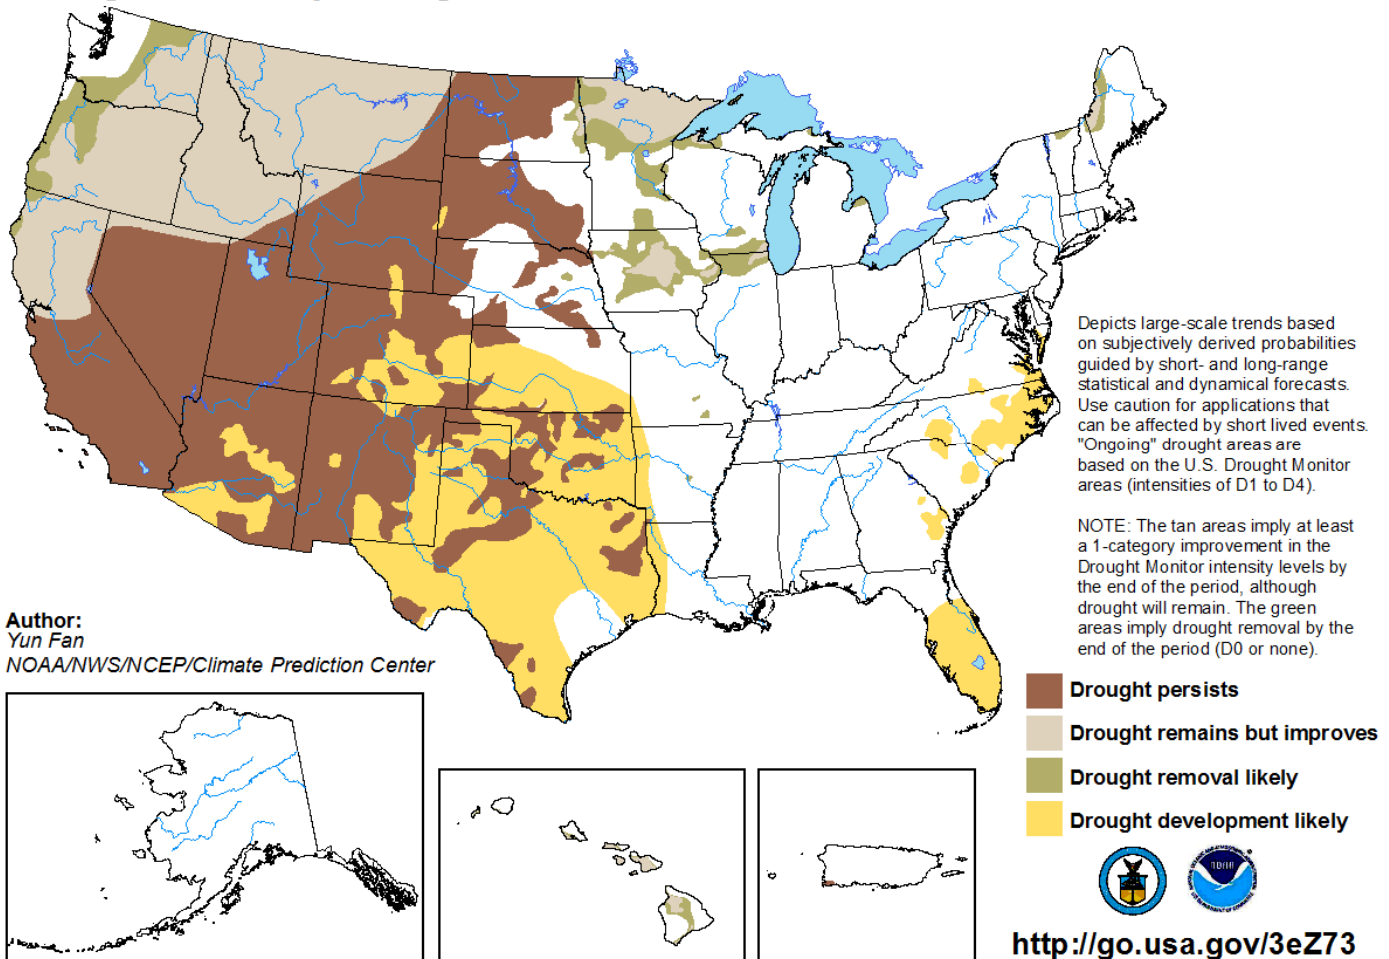 Depicts large-scale trends based
on subjectively derived probabilities
guided by short- and long-range
statistical and dynamical forecasts.
Use caution for applications that
can be affected by short lived events.
"Ongoing" drought areas are
based on the U.S. Drought Monitor
areas (intensities of D1 to D4).
NOTE: The tan areas imply at least
a 1-category improvement in the
Drought Monitor intensity levels by
the end of the period, although
drought will remain. The green
areas imply drought removal by the
end of the period (D0 or none).
Author:
Yun Fan
NOAA/NWS/NCEP/Climate Prediction Center
Drought persists
Drought remains but improves
Drought removal likely
Drought development likely
http://go.usa.gov/3eZ73